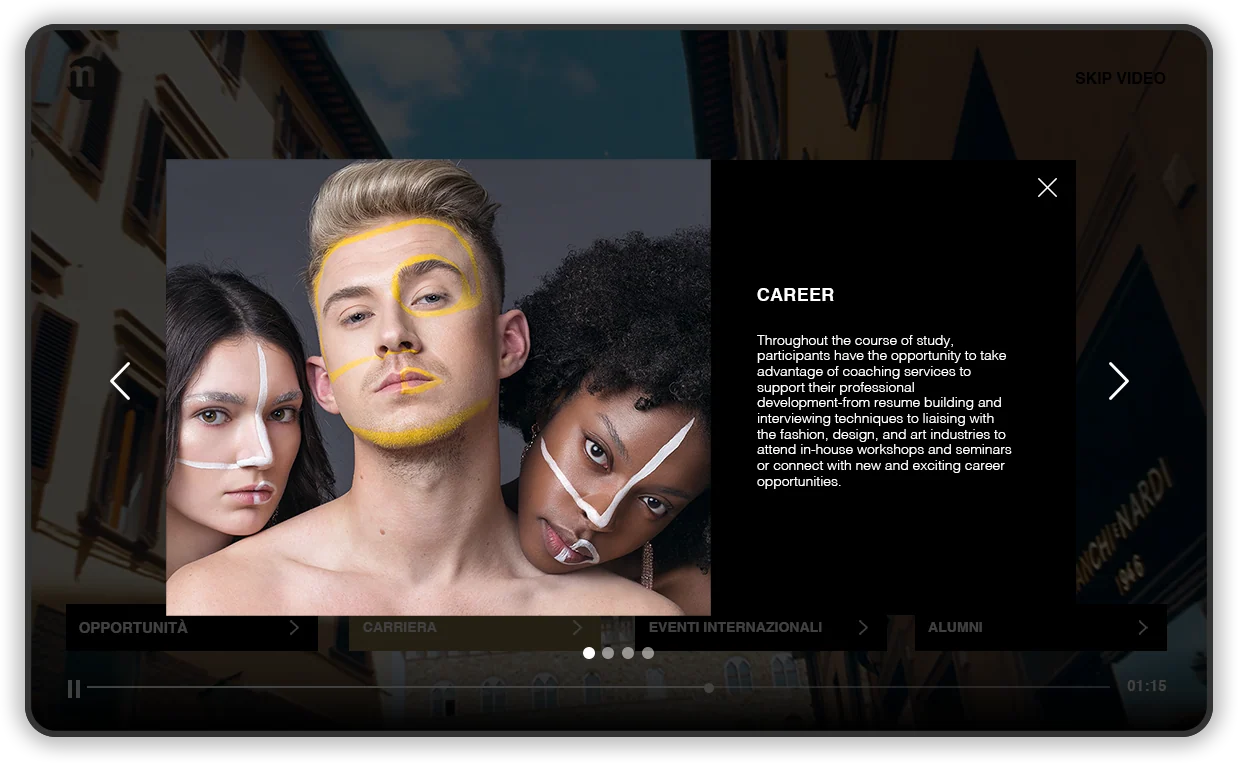 m
SKIP VIDEO
CAREER
Throughout the course of study,
participants have the opportunity to take
advantage of coaching services to
support their professional
development-from resume building and
interviewing techniques to liaising with
the fashion, design, and art industries to
attend in-house workshops and seminars
or connect with new and exciting career
opportunities.
ANCHI e NARDI
1946
OPPORTUNITÀ
CARRIERA
EVENTI INTERNAZIONALI
ALUMNI
01:15